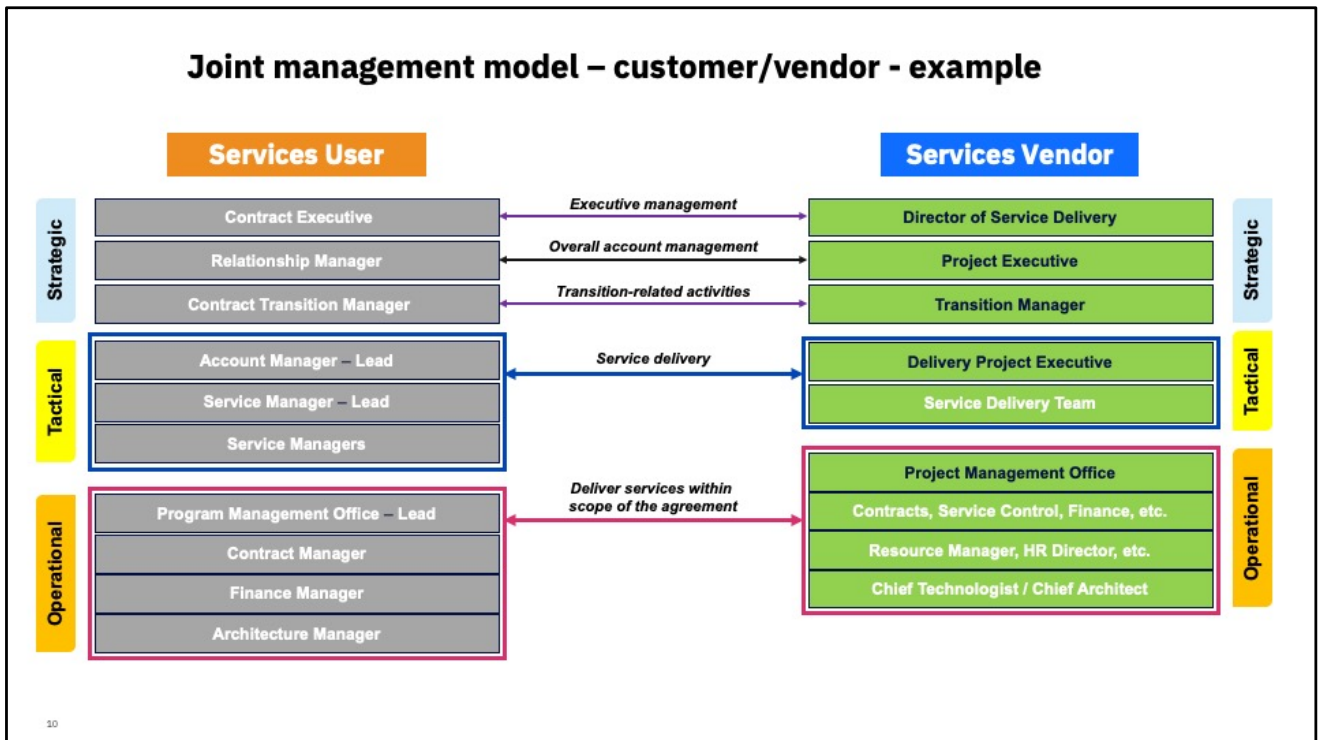 Joint management model – customer/vendor - example
Services User
Services Vendor
Strategic
Contract Executive
Executive management
Director of Service Delivery
Strategic
Relationship Manager
Overall account management
Project Executive
Contract Transition Manager
Transition-related activities
Transition Manager
Tactical
Account Manager – Lead
Service delivery
Delivery Project Executive
Tactical
Service Manager – Lead
Service Delivery Team
Service Managers
Operational
Program Management Office – Lead
Deliver services within
scope of the agreement
Project Management Office
Operational
Contracts, Service Control, Finance, etc.
Contract Manager
Resource Manager, HR Director, etc.
Finance Manager
Chief Technologist / Chief Architect
Architecture Manager
10